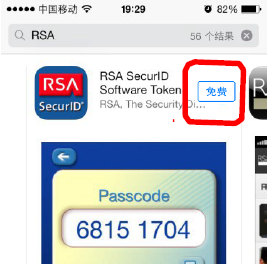 中国移动 19:29 82%
RSA 56 个结果
RSA SecurID
Software Token
RSA, The Security Di...
免费
RSA
SecurID
Passcode
6815 1704